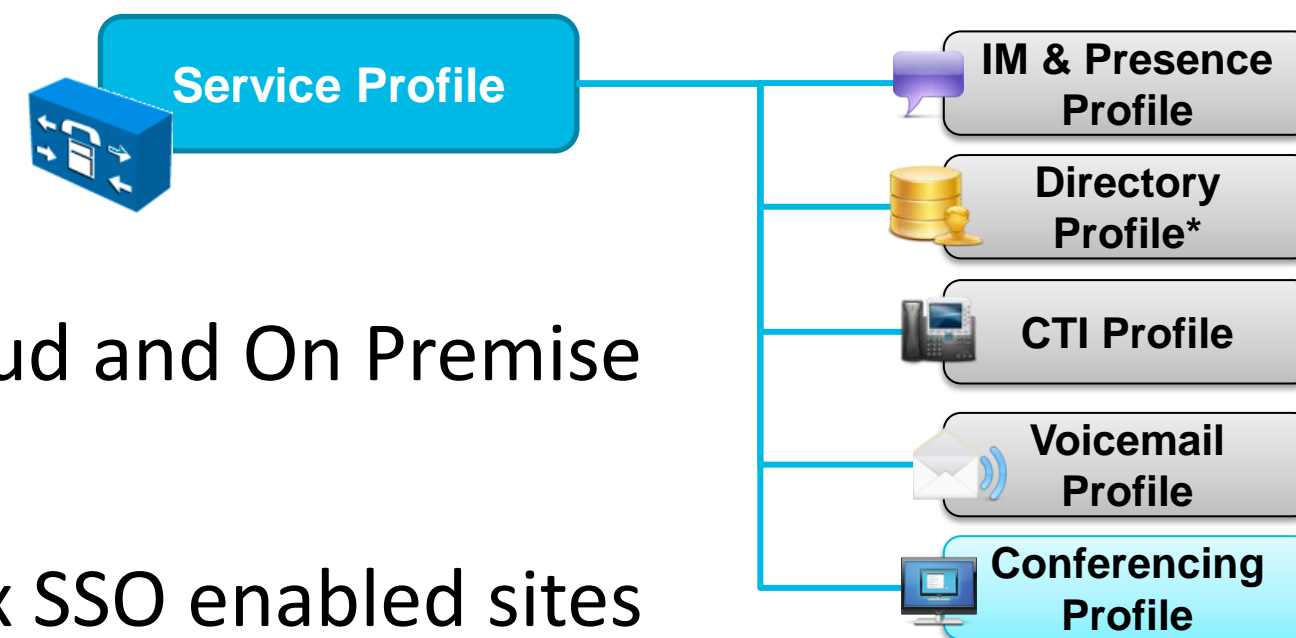 Service Profile
IM & Presence
Profile
Directory
Profile*
CTI Profile
Voicemail
Profile
Conferencing
Profile
and On Premise
SSO enabled sites